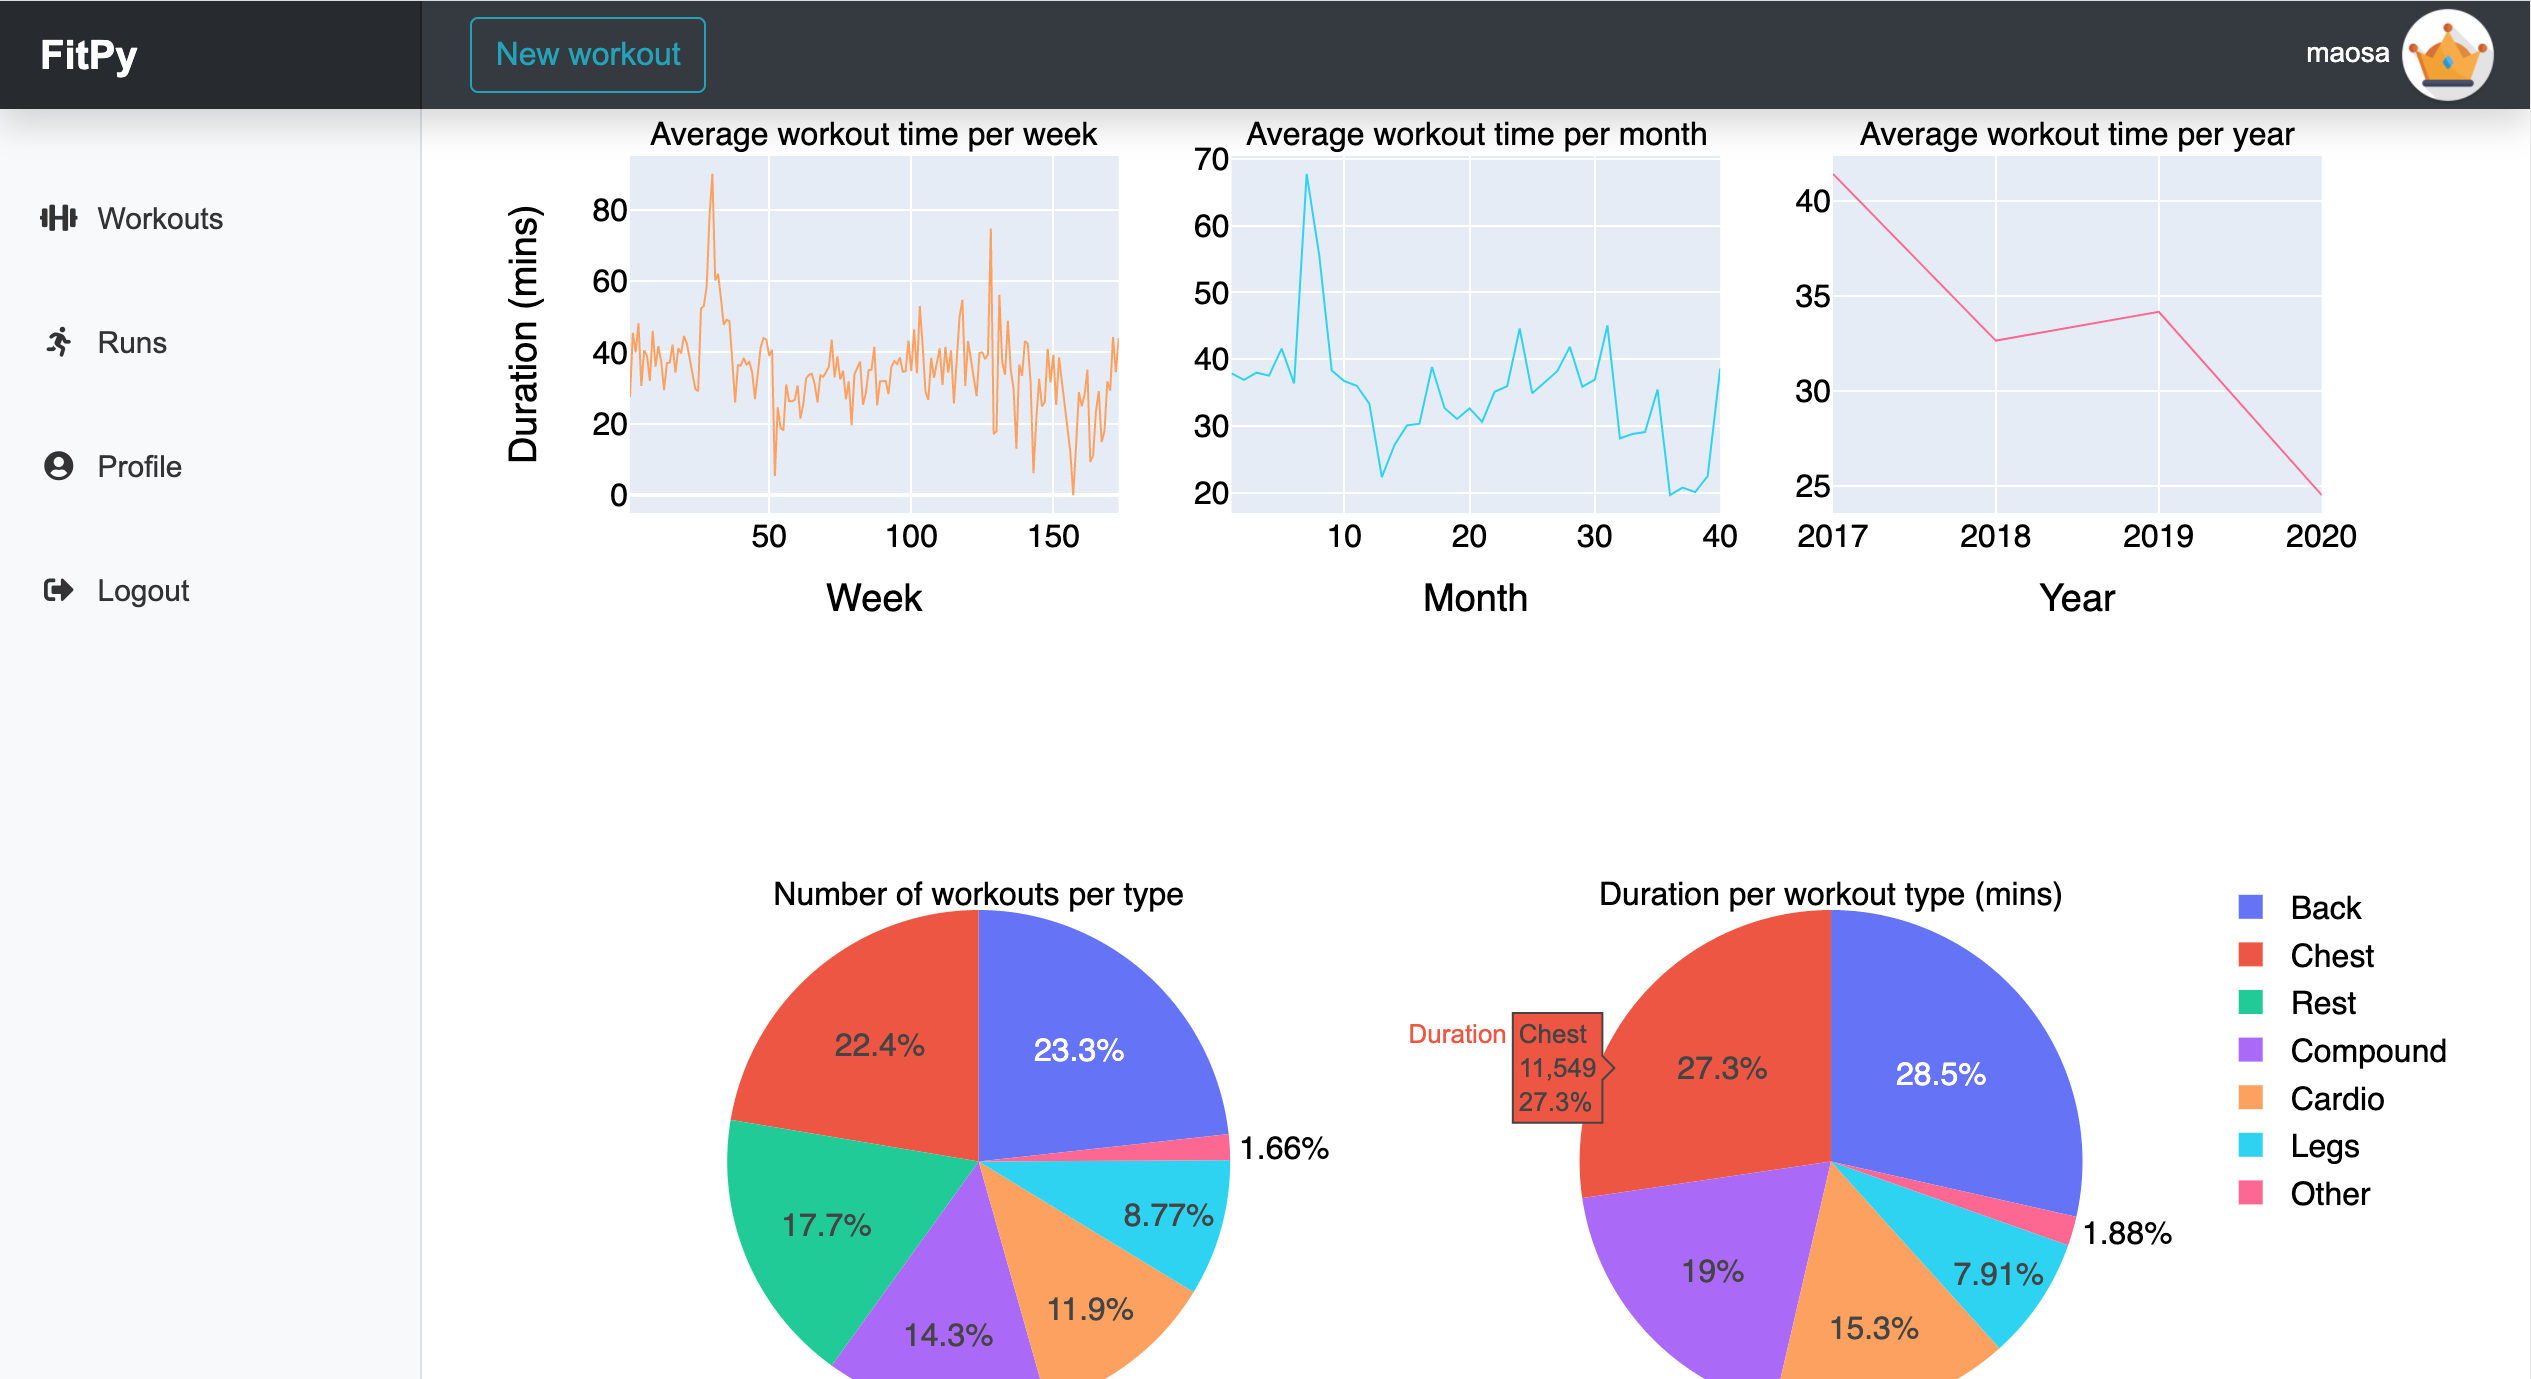 FitPy
New workout
maosa
Workouts
Runs
Profile
Logout
Average workout time per week
Average workout time per month
Average workout time per year
Duration (mins)
80
60
40
20
0
50
100
150
Week
70
60
50
40
30
20
10
20
30
40
Month
40
35
30
25
2017
2018
2019
2020
Year
Number of workouts per type
22.4%
23.3%
1.66%
8.77%
17.7%
11.9%
14.3%
Duration per workout type (mins)
Duration
Chest
11,549
27.3%
27.3%
28.5%
1.88%
7.91%
19%
15.3%
Back
Chest
Rest
Compound
Cardio
Legs
Other